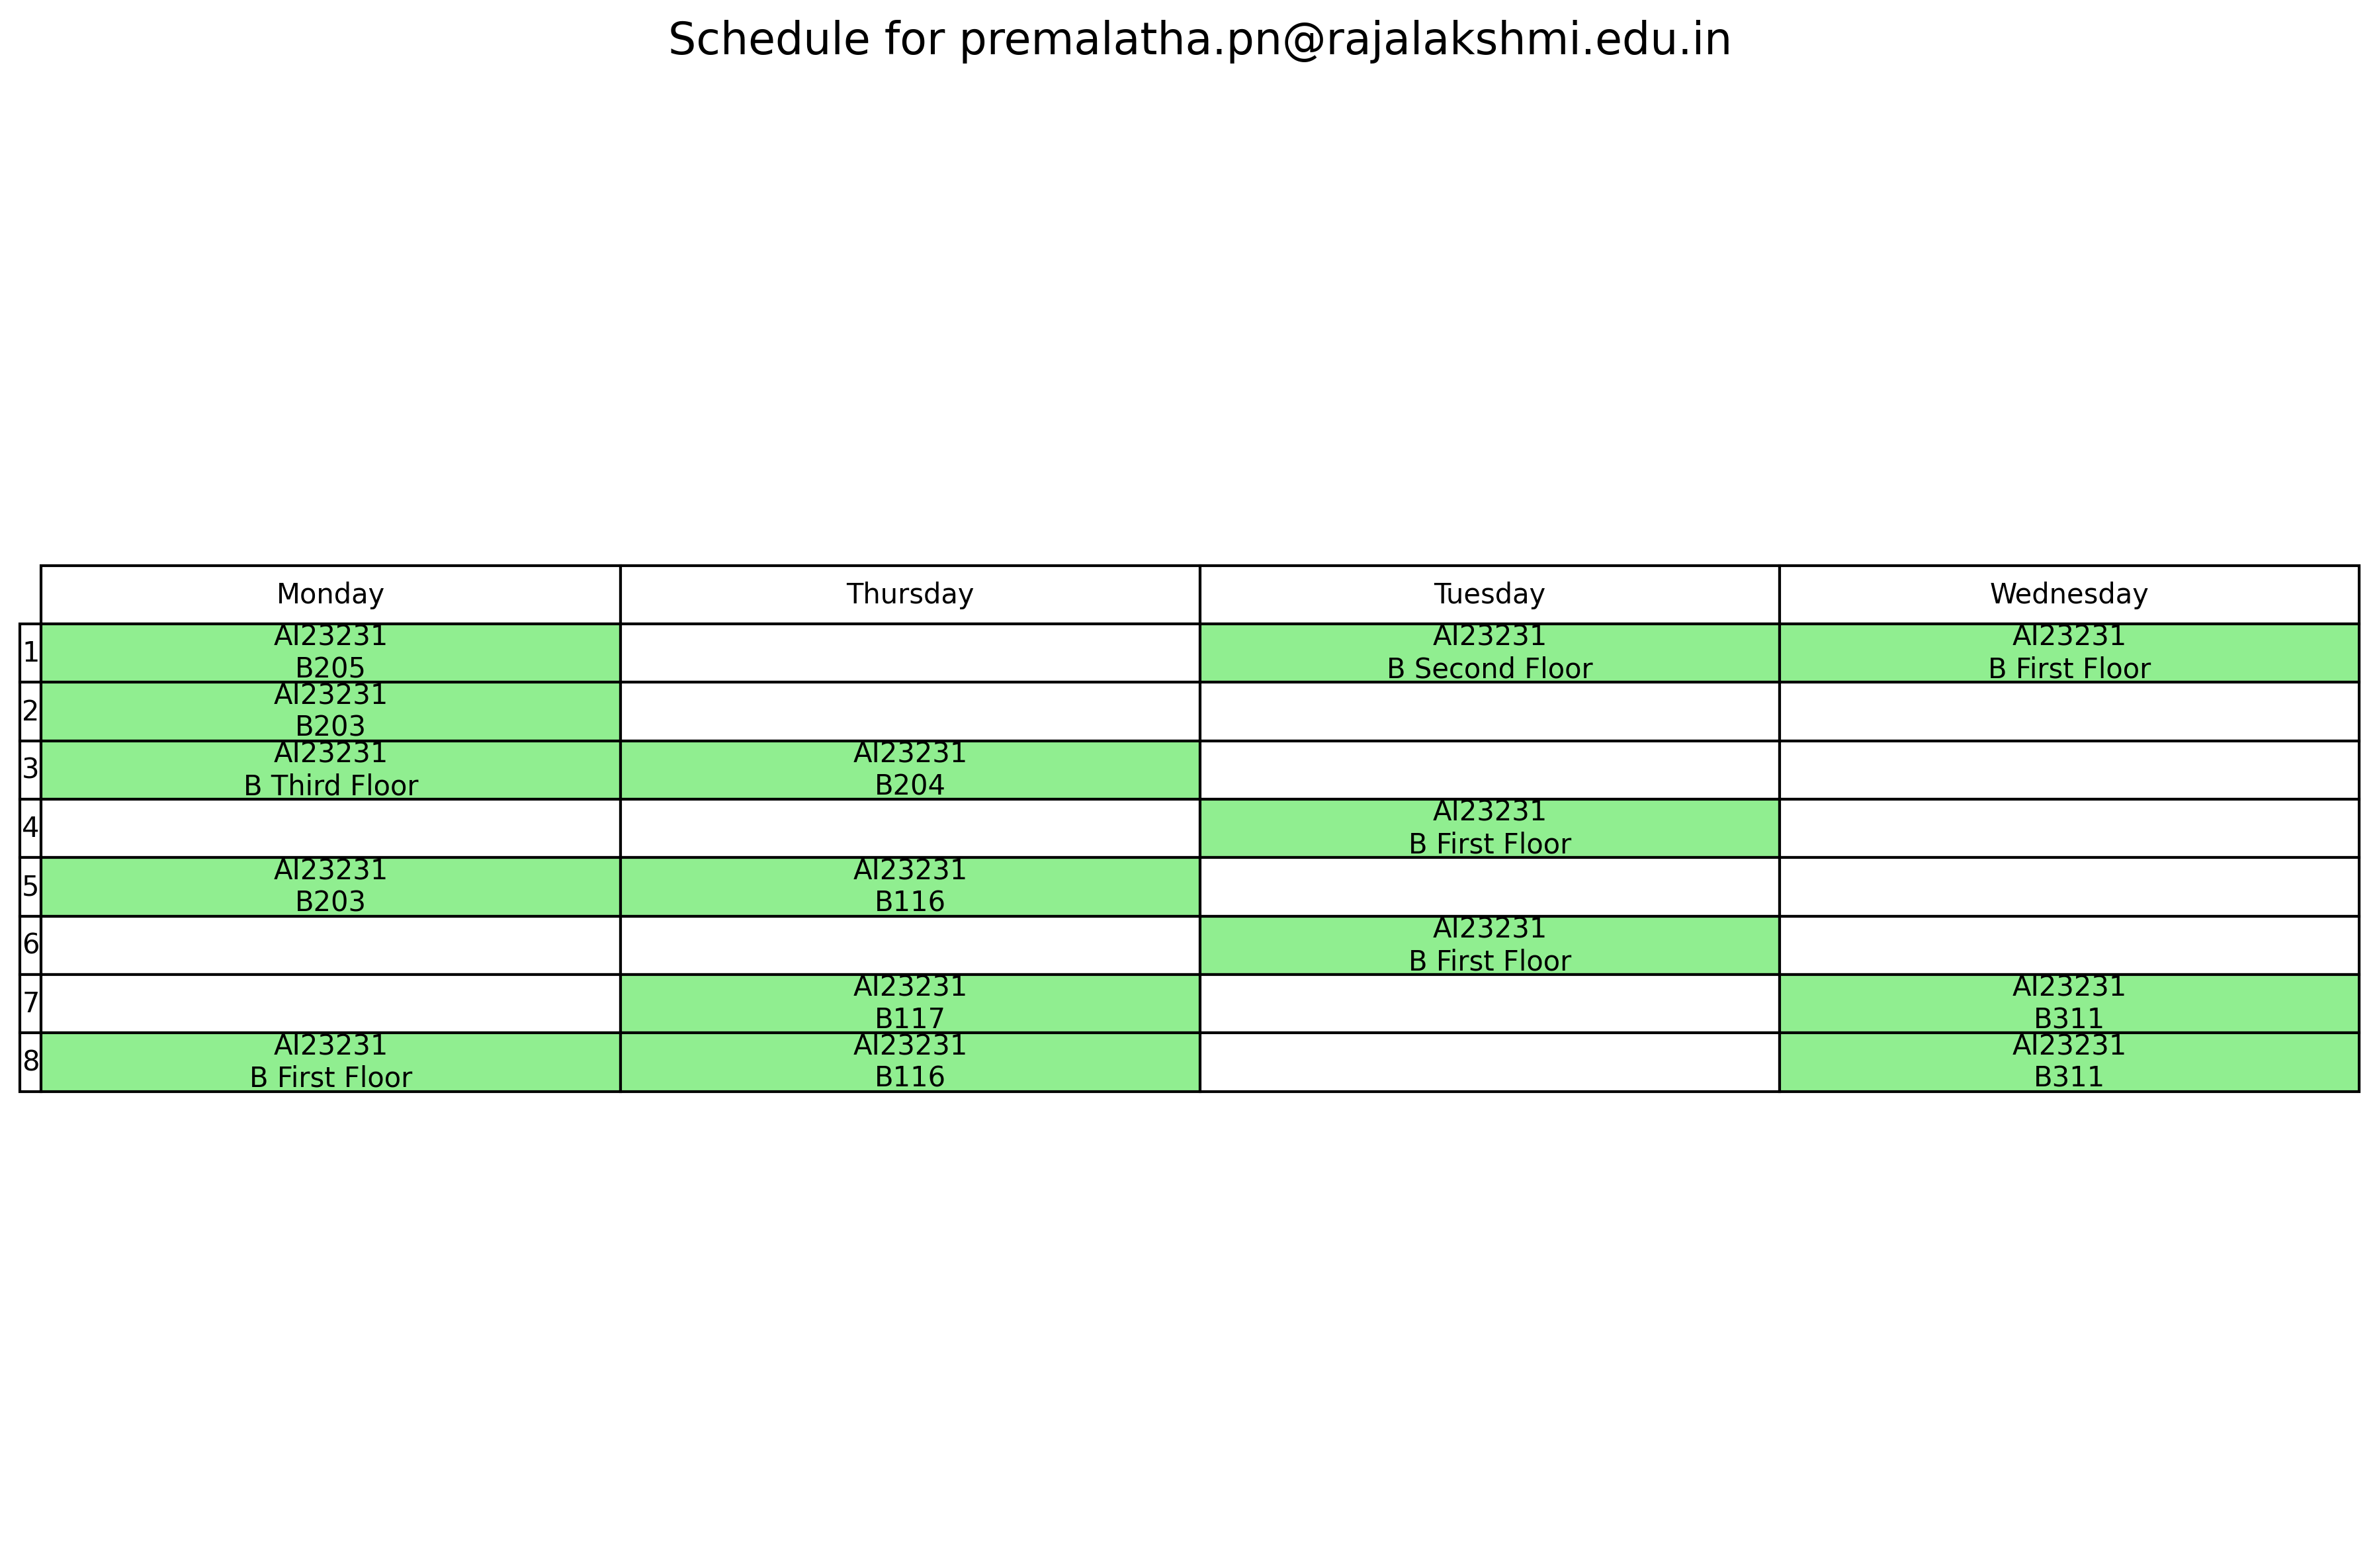 Schedule for premalatha.pn@rajalakshmi.edu.in
Monday Thursday Tuesday Wednesday
1 AI23231 AI23231 AI23231
B205 B Second Floor B First Floor
2 AI23231
B203
3 AI23231 AI23231
B Third Floor B204
4 AI23231
B First Floor
5 AI23231 AI23231
B203 B116
6 AI23231
B First Floor
7 AI23231 AI23231
B117 B311
8 AI23231 AI23231 AI23231
B First Floor B116 B311